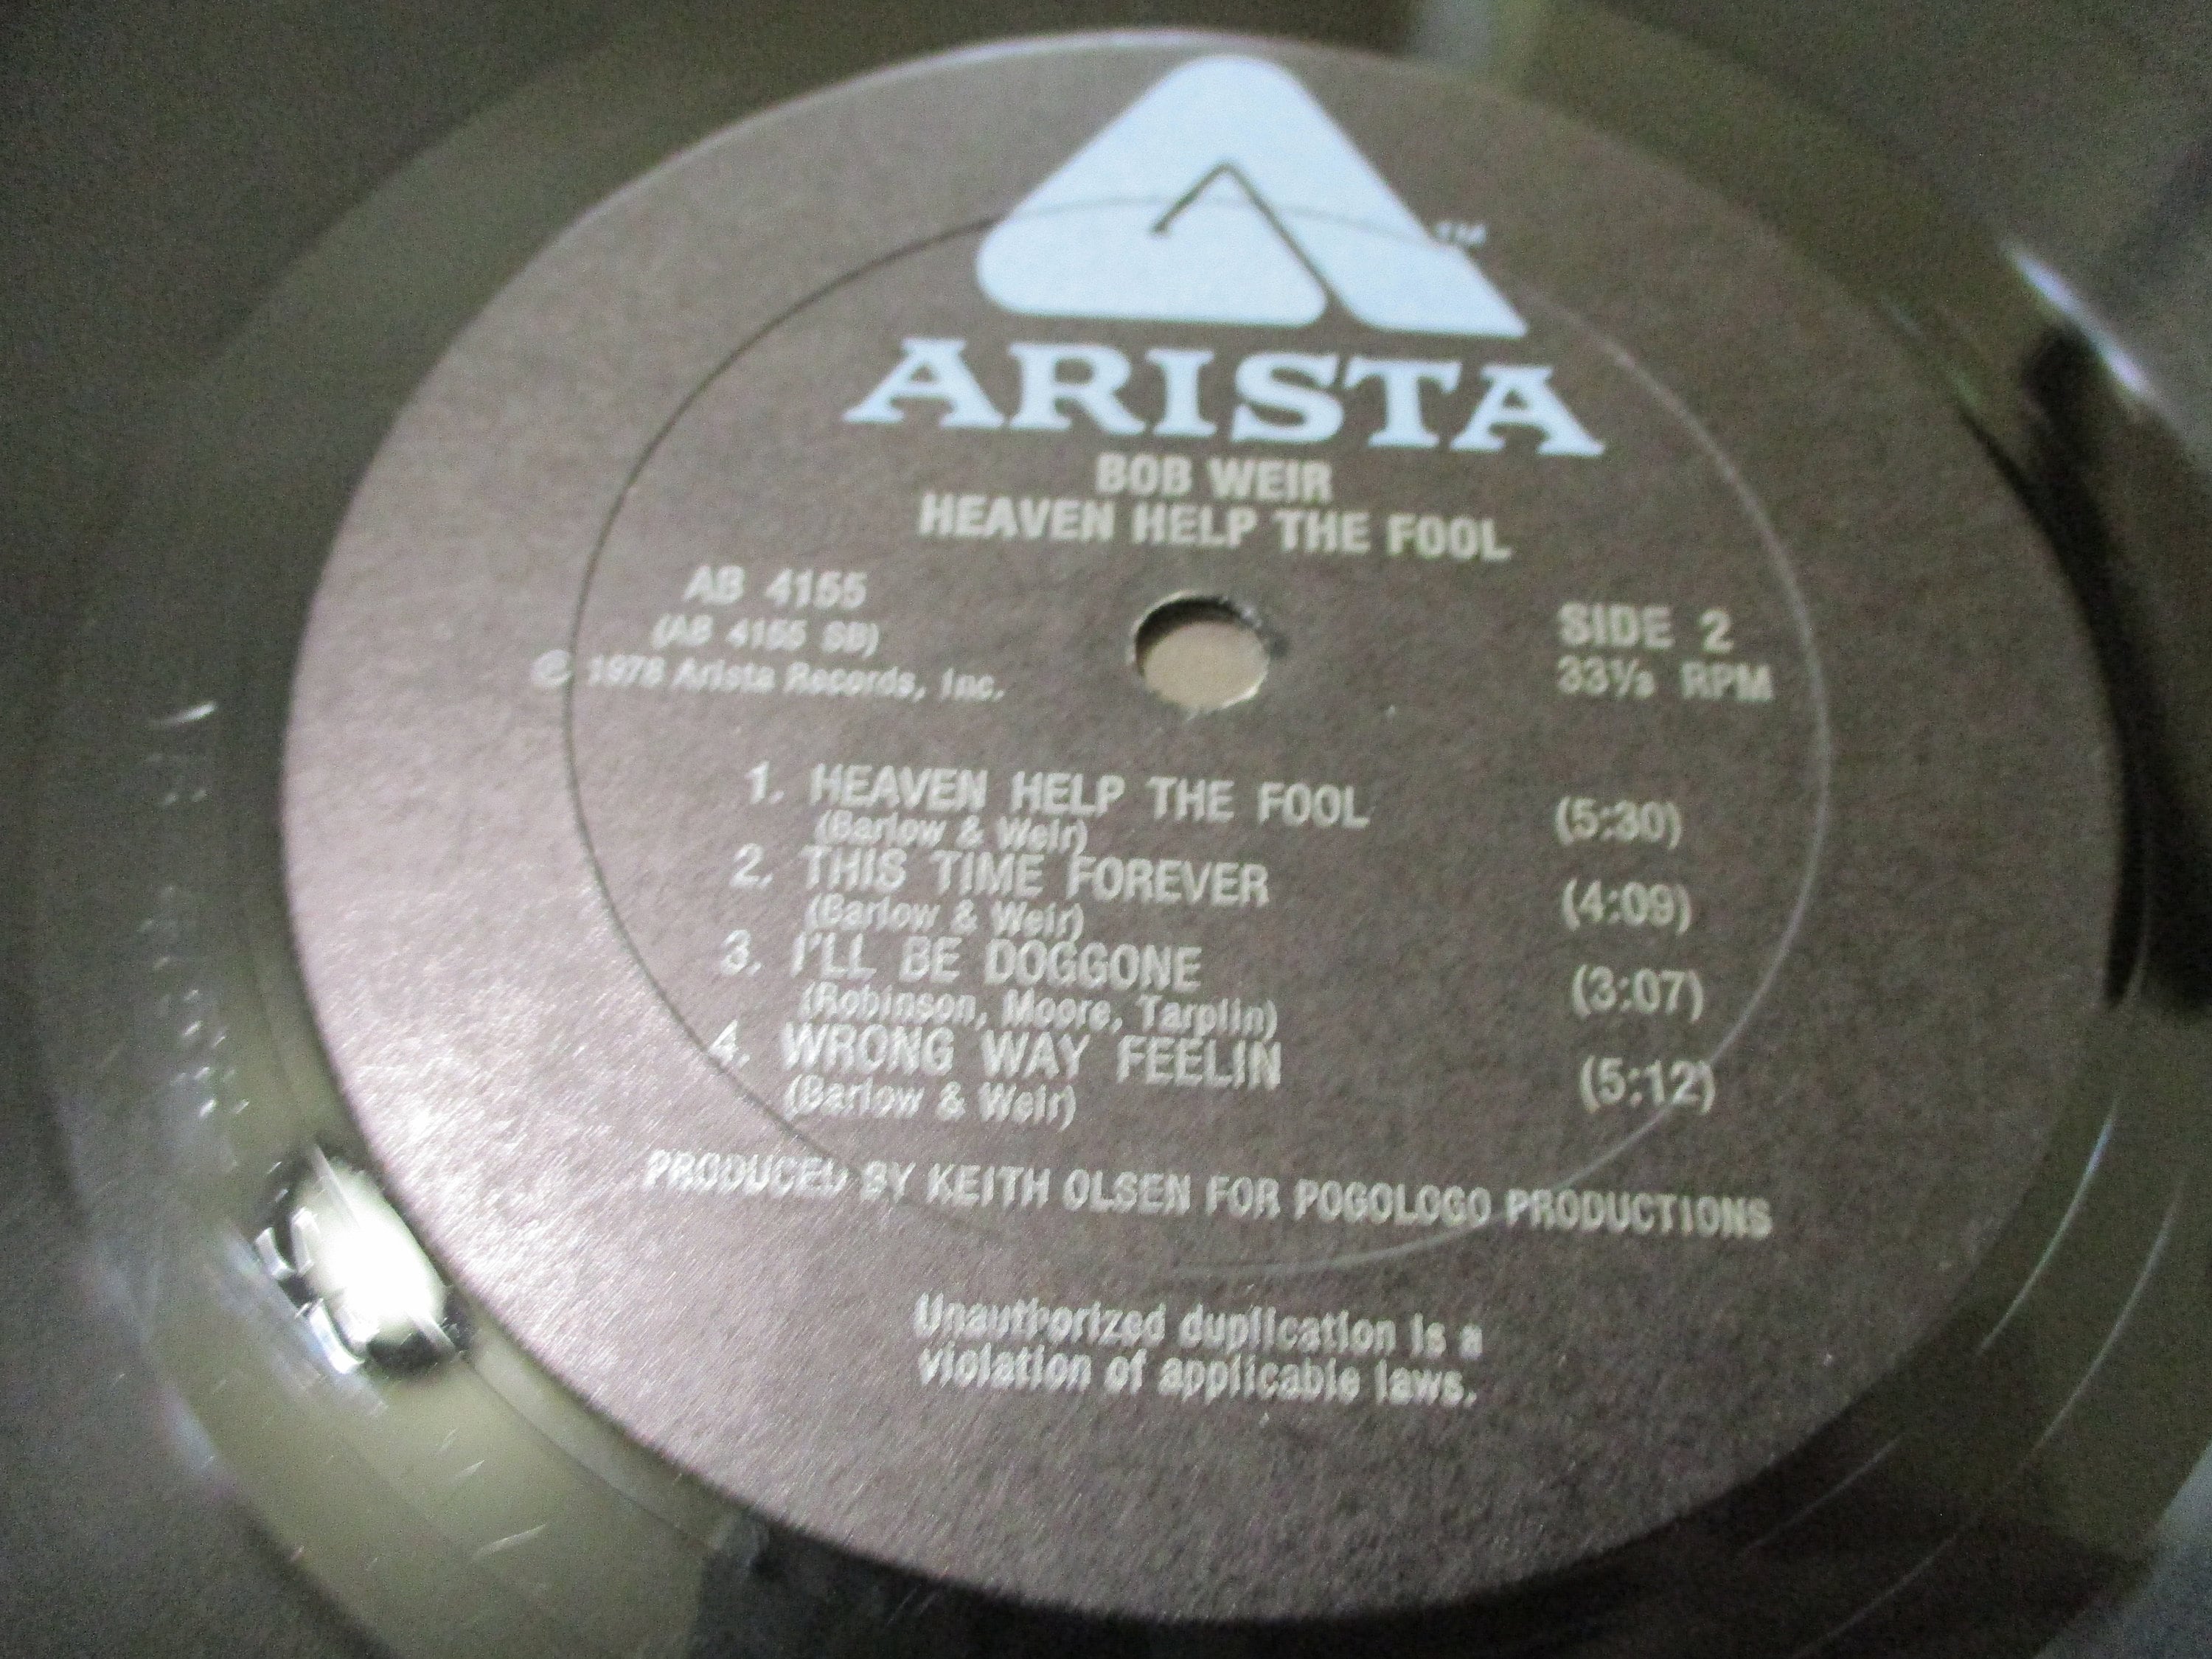 TM
ARISTA
BOB WEIR
HEAVEN HELP THE FOOL
AB 4155
(AB 4155 SB)
℗ 1978 Arista Records, Inc.
SIDE 2
33⅓ RPM
1. HEAVEN HELP THE FOOL (5:30)
(Barlow & Weir)
2. THIS TIME FOREVER (4:09)
(Barlow & Weir)
3. I'LL BE DOGGONE (3:07)
(Robinson, Moore, Tarplin)
4. WRONG WAY FEELIN (5:12)
(Barlow & Weir)
PRODUCED BY KEITH OLSEN FOR POGOLOGO PRODUCTIONS
Unauthorized duplication is a
violation of applicable laws.